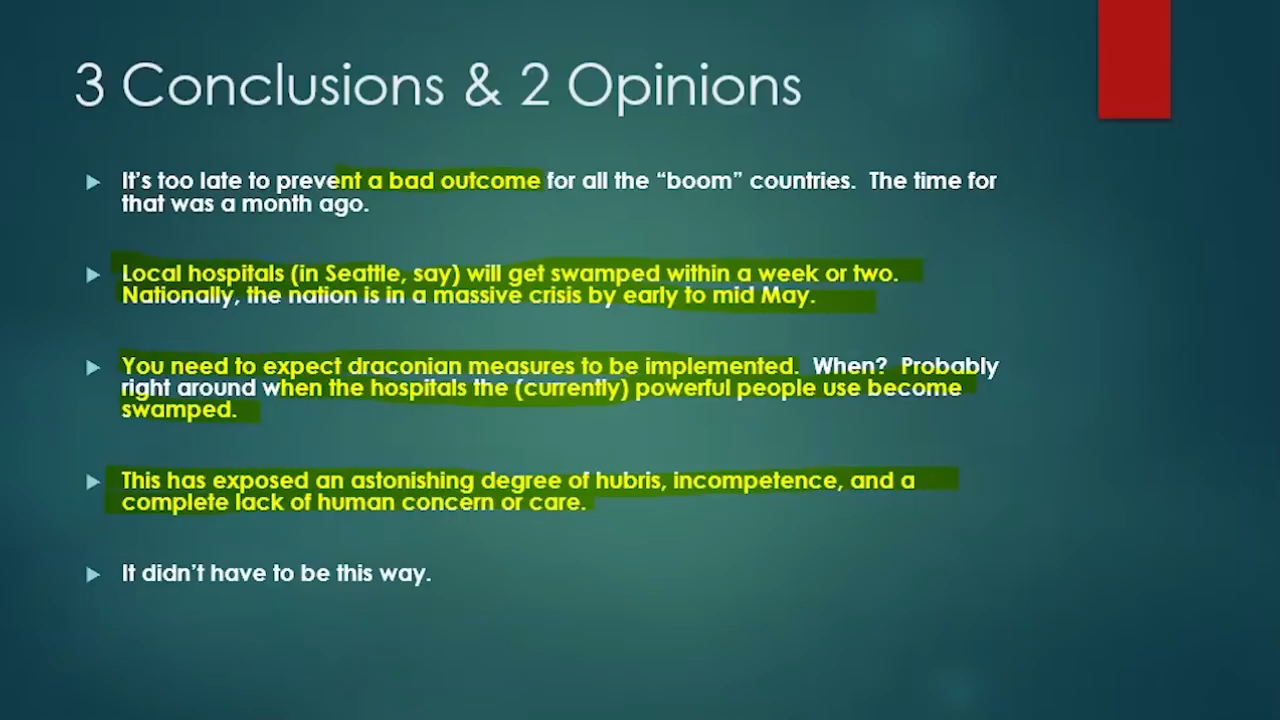 3 Conclusions & 2 Opinions
It's too late to prevent a bad outcome for all the “boom” countries.  The time for
that was a month ago.
Local hospitals (in Seattle, say) will get swamped within a week or two.
Nationally, the nation is in a massive crisis by early to mid May.
You need to expect draconian measures to be implemented.  When?  Probably
right around when the hospitals the (currently) powerful people use become
swamped.
This has exposed an astonishing degree of hubris, incompetence, and a
complete lack of human concern or care.
It didn't have to be this way.